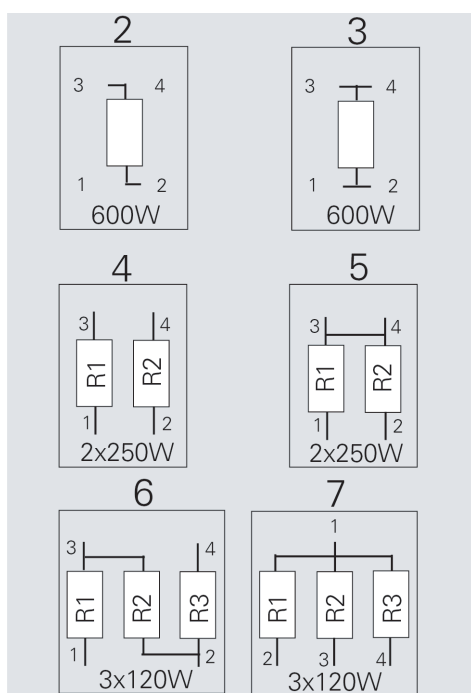 2 3
3 4 3 4
1 2 1 2
600W 600W
4 5
3 4 3 4
R1 R2 R1 R2
1 2 1 2
2x250W 2x250W
6 7
1
3 4
R1 R2 R3 R1 R2 R3
1 2 2 3 4
3x120W 3x120W